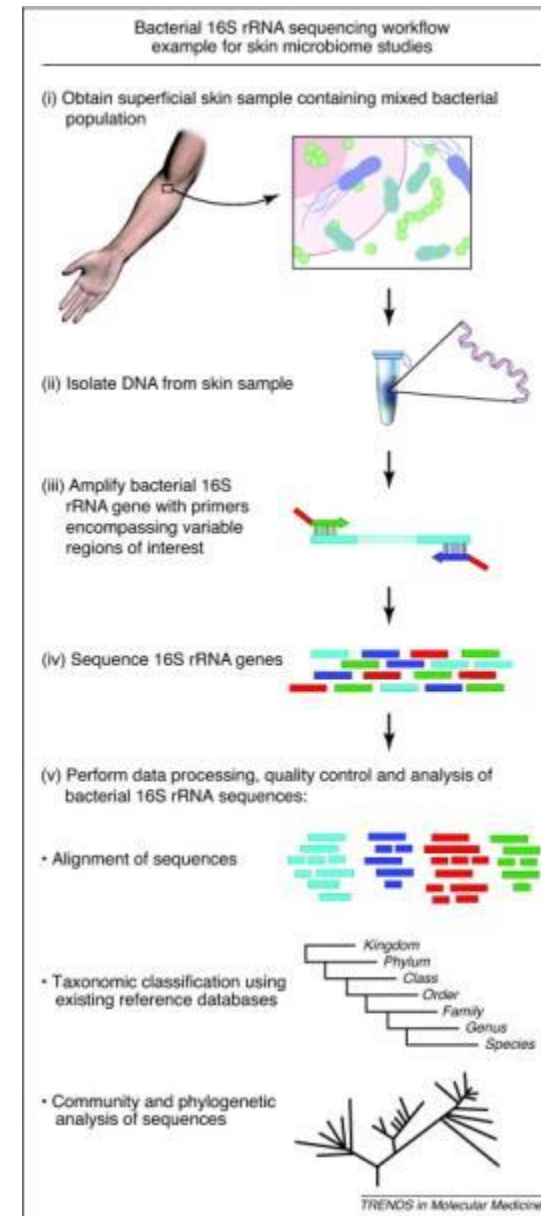 Bacterial 16S rRNA sequencing workflow
example for skin microbiome studies
(i) Obtain superficial skin sample containing mixed bacterial
population
(ii) Isolate DNA from skin sample
(iii) Amplify bacterial 16S
rRNA gene with primers
encompassing variable
regions of interest
(iv) Sequence 16S rRNA genes
(v) Perform data processing, quality control and analysis of
bacterial 16S rRNA sequences:
• Alignment of sequences
• Taxonomic classification using
existing reference databases
Kingdom
Phylum
Class
Order
Family
Genus
Species
• Community and phylogenetic
analysis of sequences
TRENDS in Molecular Medicine